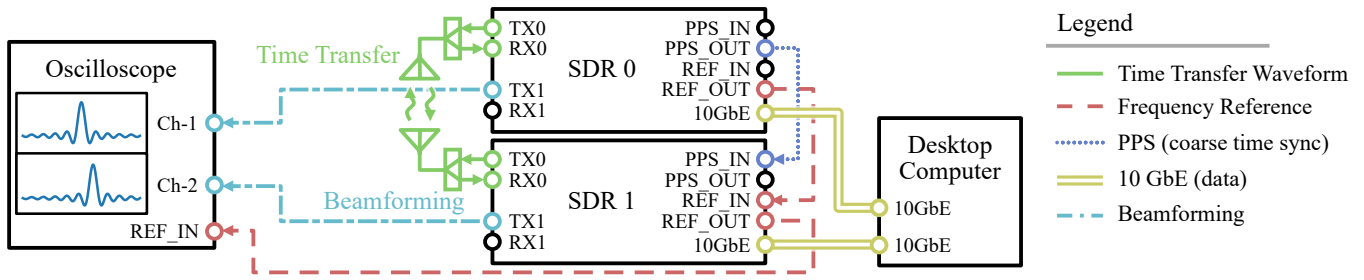 Oscilloscope
Ch-1
Ch-2
REF_IN
Time Transfer
Beamforming
TX0
RX0
TX1
RX1
SDR 0
PPS_IN
PPS_OUT
REF_IN
REF_OUT
10GbE
TX0
RX0
TX1
RX1
SDR 1
PPS_IN
PPS_OUT
REF_IN
REF_OUT
10GbE
Desktop
Computer
10GbE
10GbE
Legend
Time Transfer Waveform
Frequency Reference
PPS (coarse time sync)
10 GbE (data)
Beamforming